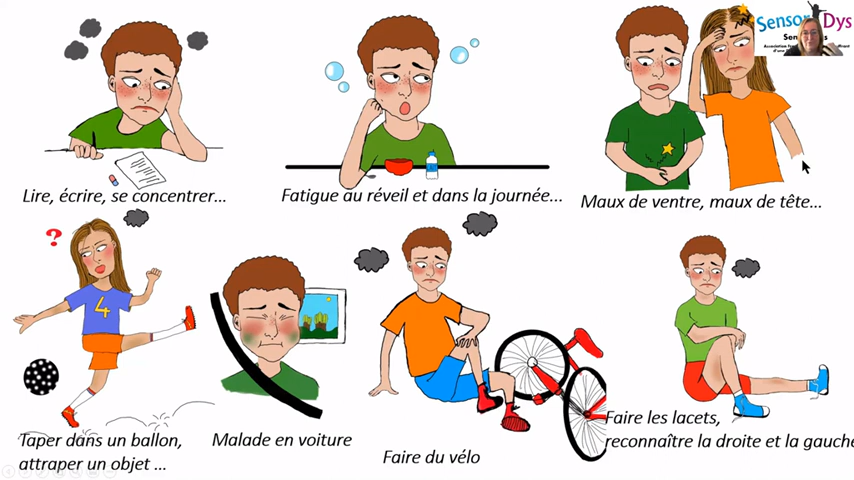 Sensor Dys
Lire, écrire, se concentrer...
Fatigue au réveil et dans la journée...
Maux de ventre, maux de tête...
?
4
Taper dans un ballon,
attraper un objet ...
Malade en voiture
Faire du vélo
Faire les lacets,
reconnaître la droite et la gauche